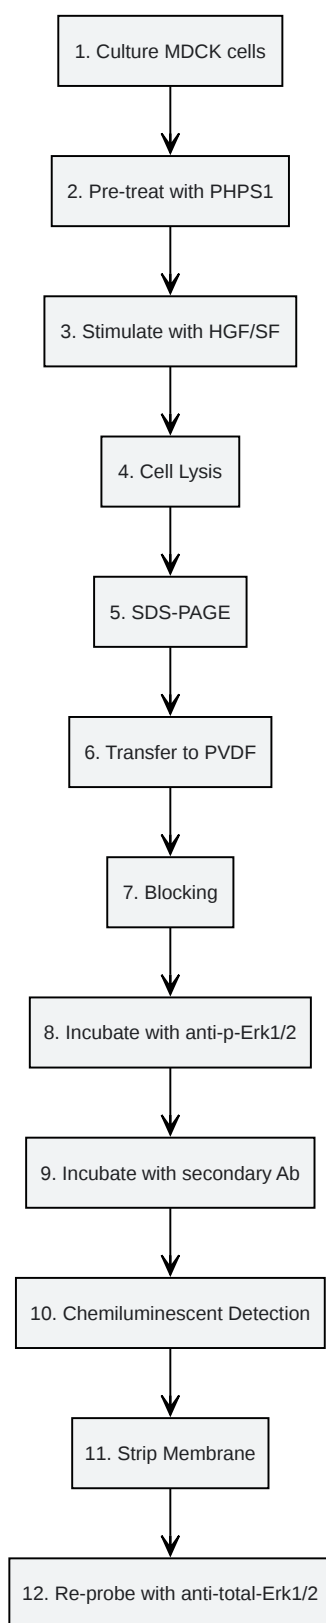 1. Culture MDCK cells
2. Pre-treat with PHPS1
3. Stimulate with HGF/SF
4. Cell Lysis
5. SDS-PAGE
6. Transfer to PVDF
7. Blocking
8. Incubate with anti-p-Erk1/2
9. Incubate with secondary Ab
10. Chemiluminescent Detection
11. Strip Membrane
12. Re-probe with anti-total-Erk1/2